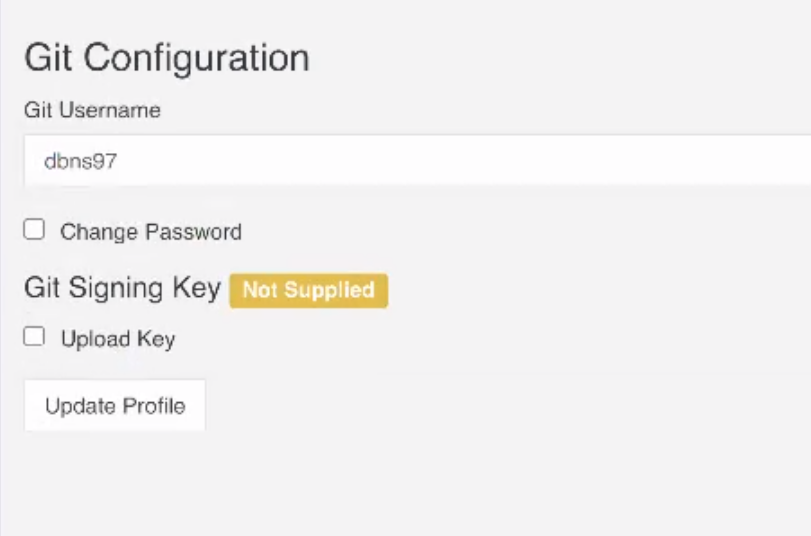 Git Configuration
Git Username
dbns97
Change Password
Git Signing Key Not Supplied
Upload Key
Update Profile